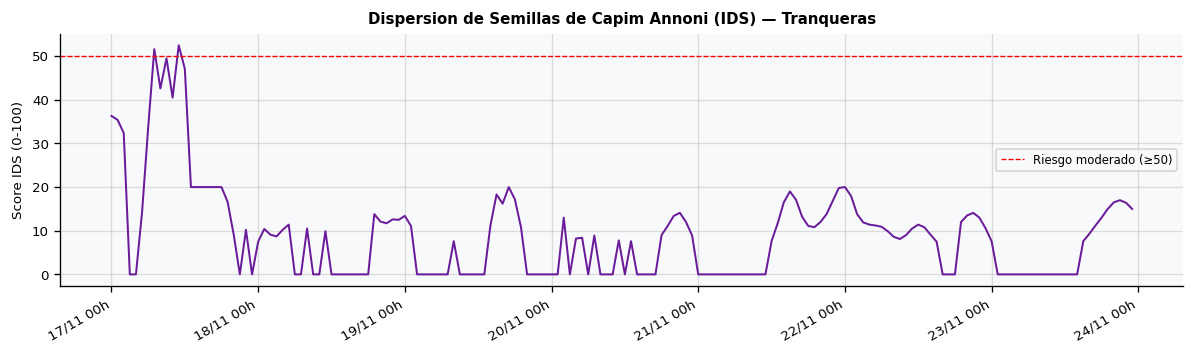 Dispersion de Semillas de Capim Annoni (IDS) — Tranqueras
Score IDS (0-100)
50
40
30
20
10
0
Riesgo moderado (≥50)
17/11 00h
18/11 00h
19/11 00h
20/11 00h
21/11 00h
22/11 00h
23/11 00h
24/11 00h